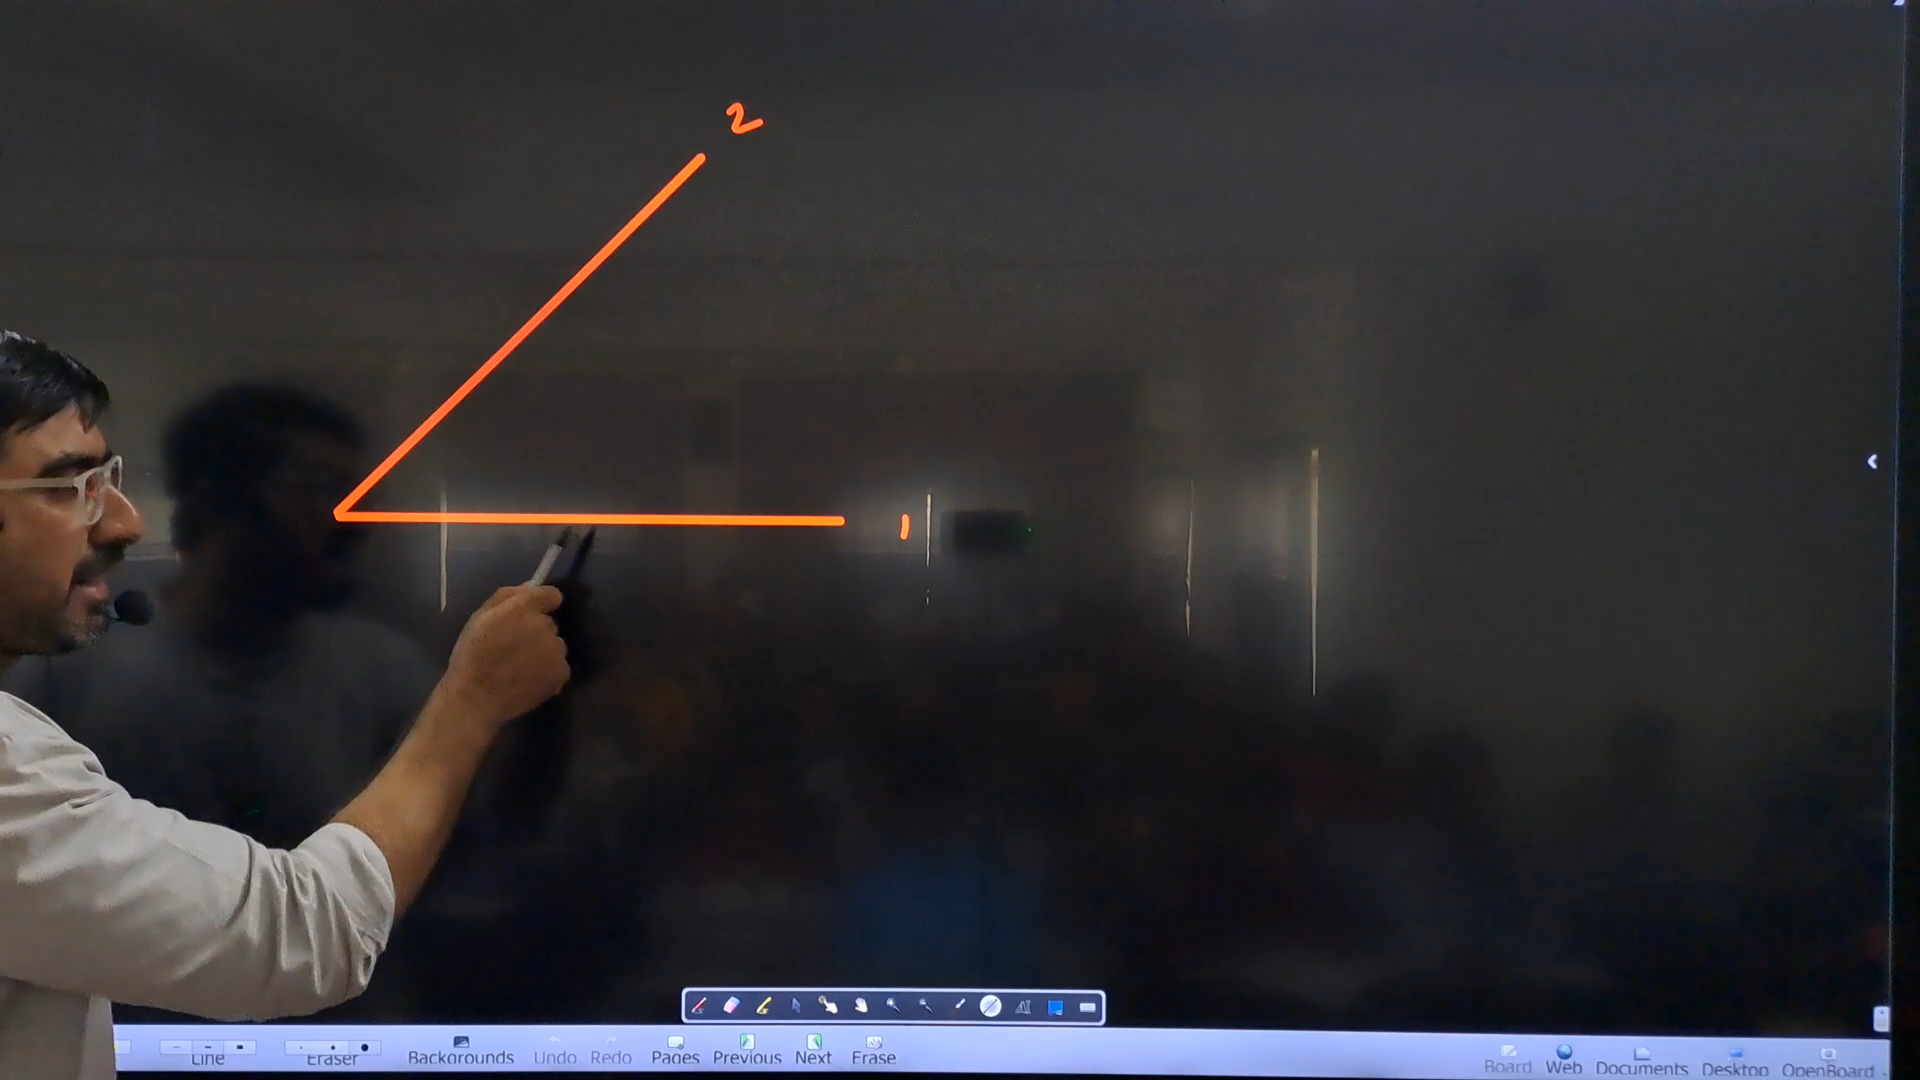 2
1
Line
Eraser
Backgrounds
Undo
Redo
Pages
Previous
Next
Erase
Board
Web
Documents
Desktop
OpenBoard